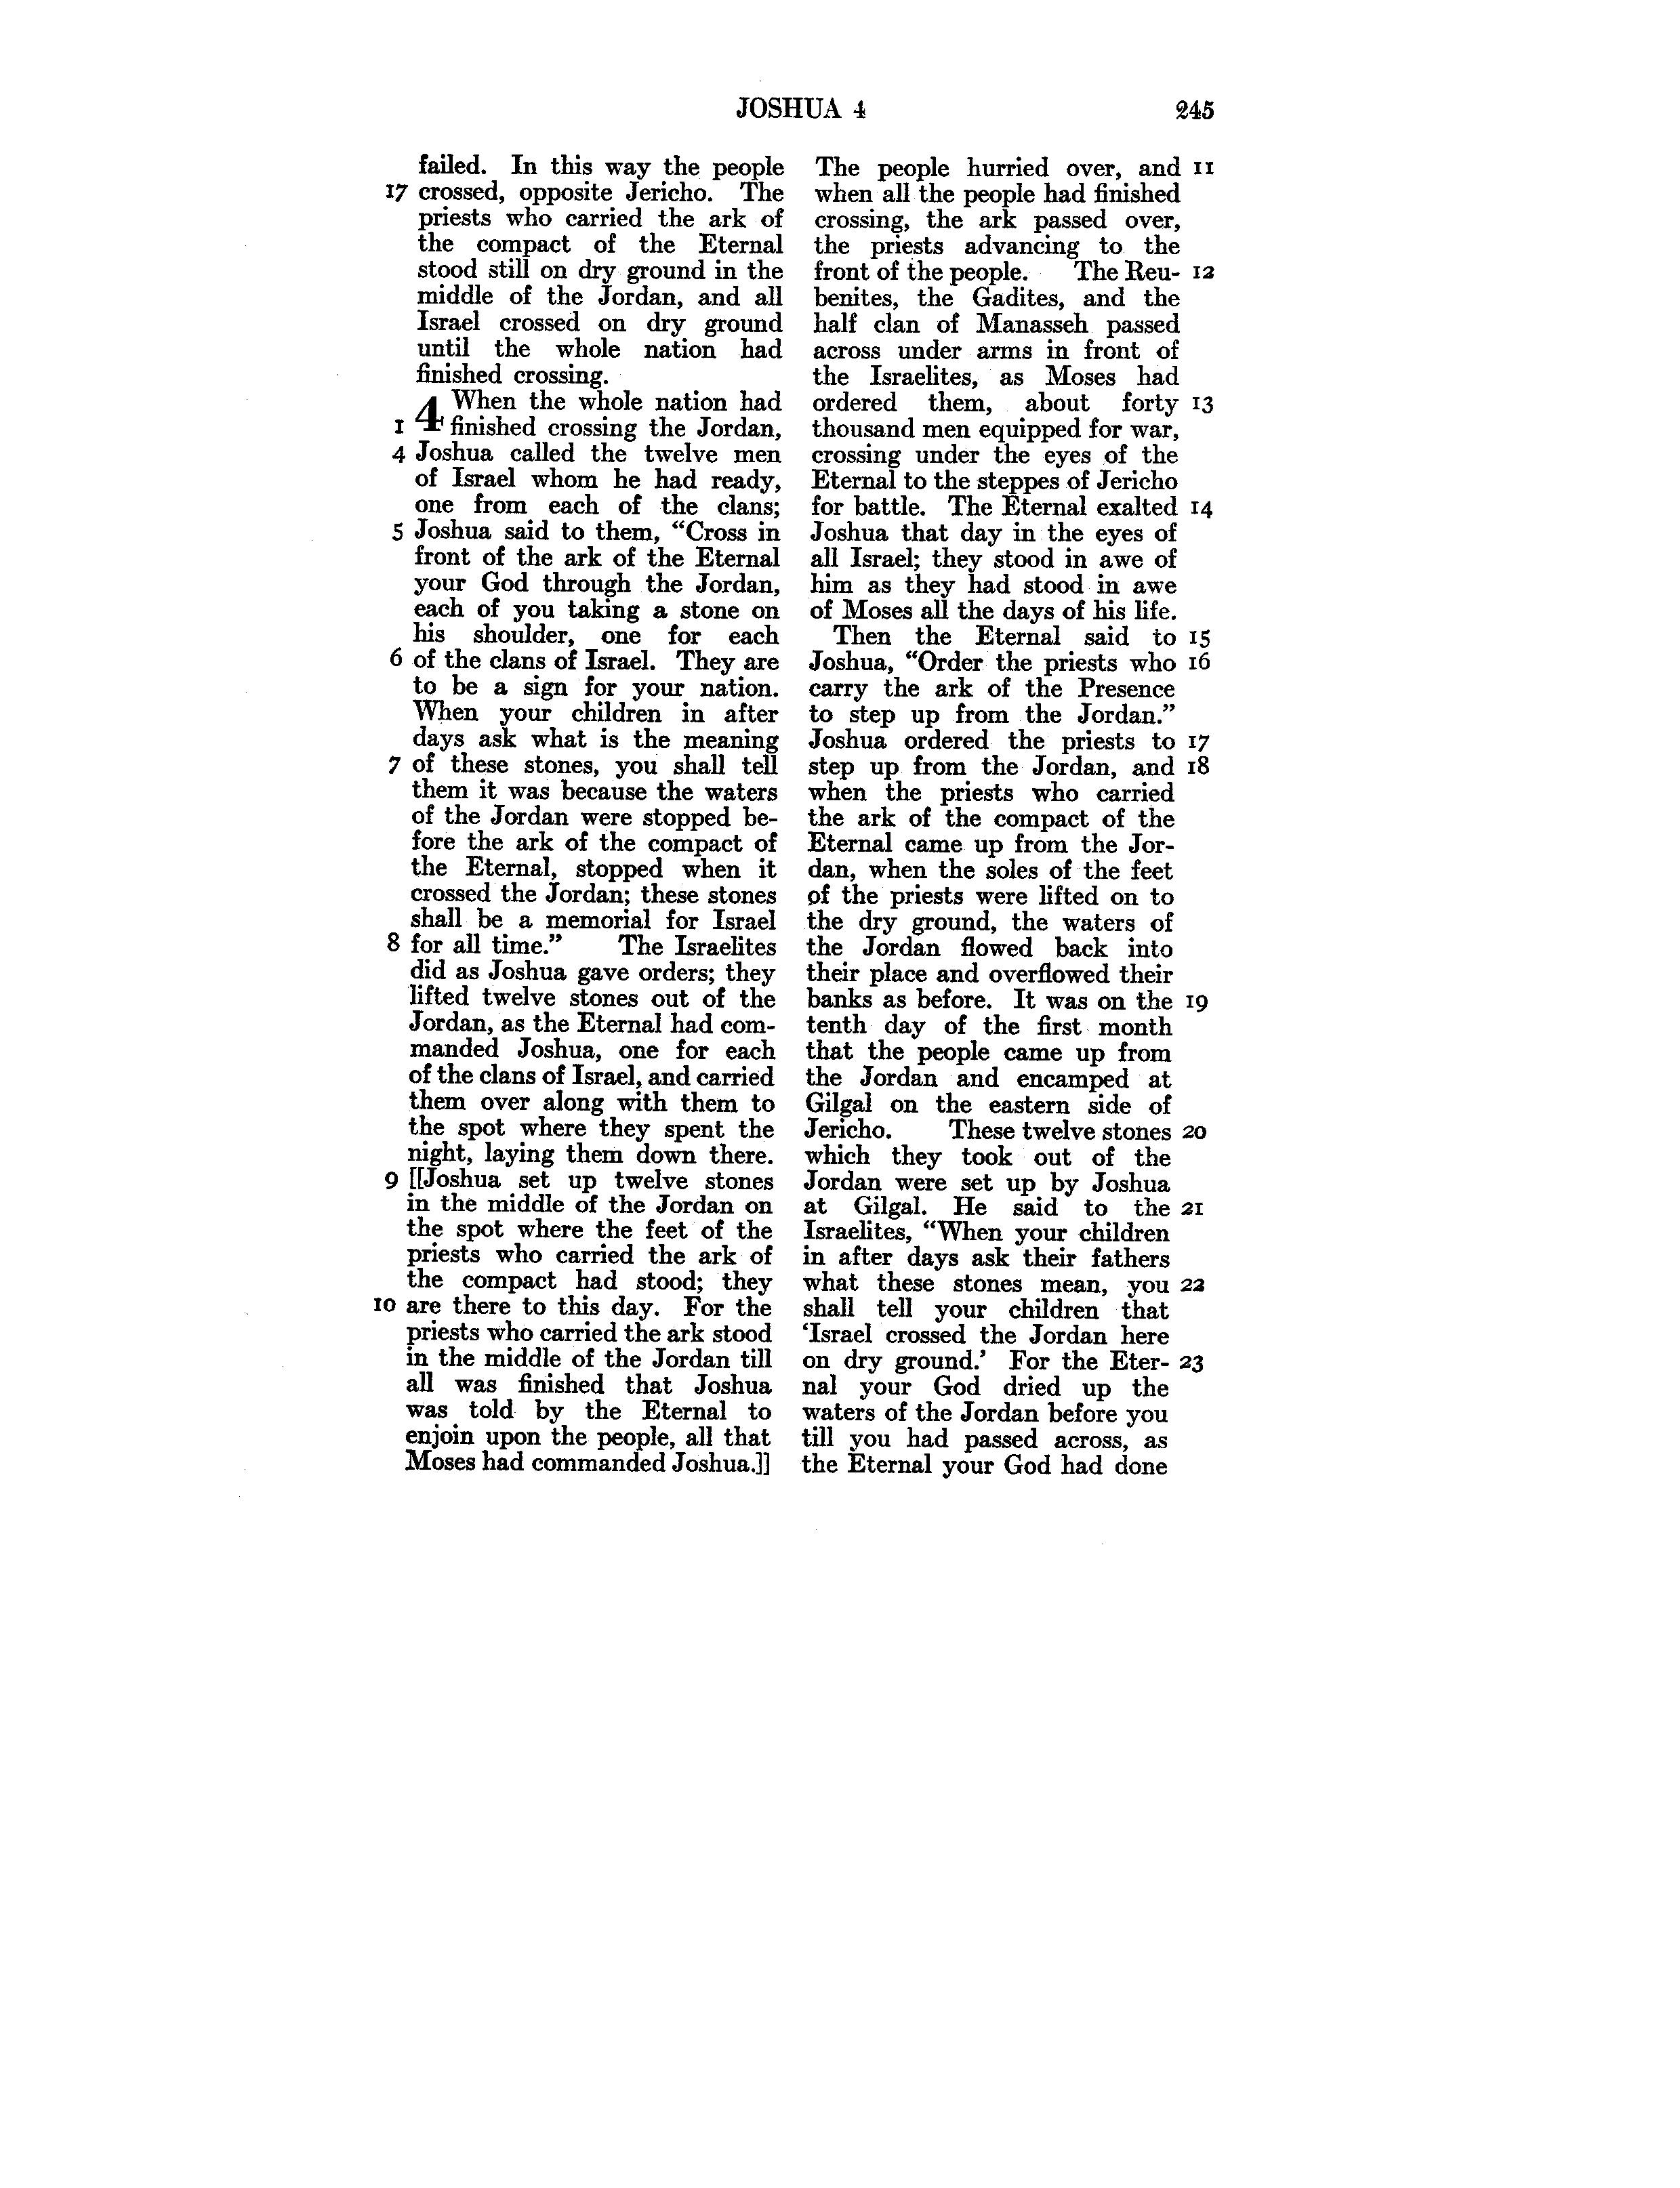 JOSHUA 4 245
failed. In this way the people
17 crossed, opposite Jericho. The
priests who carried the ark of
the compact of the Eternal
stood still on dry ground in the
middle of the Jordan, and all
Israel crossed on dry ground
until the whole nation had
finished crossing.
4 When the whole nation had
1 finished crossing the Jordan,
4 Joshua called the twelve men
of Israel whom he had ready,
one from each of the clans;
5 Joshua said to them, “Cross in
front of the ark of the Eternal
your God through the Jordan,
each of you taking a stone on
his shoulder, one for each
6 of the clans of Israel. They are
to be a sign for your nation.
When your children in after
days ask what is the meaning
7 of these stones, you shall tell
them it was because the waters
of the Jordan were stopped be-
fore the ark of the compact of
the Eternal, stopped when it
crossed the Jordan; these stones
shall be a memorial for Israel
8 for all time.” The Israelites
did as Joshua gave orders; they
lifted twelve stones out of the
Jordan, as the Eternal had com-
manded Joshua, one for each
of the clans of Israel, and carried
them over along with them to
the spot where they spent the
night, laying them down there.
9 [[Joshua set up twelve stones
in the middle of the Jordan on
the spot where the feet of the
priests who carried the ark of
the compact had stood; they
10 are there to this day. For the
priests who carried the ark stood
in the middle of the Jordan till
all was finished that Joshua
was told by the Eternal to
enjoin upon the people, all that
Moses had commanded Joshua.]]
The people hurried over, and 11
when all the people had finished
crossing, the ark passed over,
the priests advancing to the
front of the people. The Reu- 12
benites, the Gadites, and the
half clan of Manasseh passed
across under arms in front of
the Israelites, as Moses had
ordered them, about forty 13
thousand men equipped for war,
crossing under the eyes of the
Eternal to the steppes of Jericho
for battle. The Eternal exalted 14
Joshua that day in the eyes of
all Israel; they stood in awe of
him as they had stood in awe
of Moses all the days of his life.
Then the Eternal said to 15
Joshua, “Order the priests who 16
carry the ark of the Presence
to step up from the Jordan.”
Joshua ordered the priests to 17
step up from the Jordan, and 18
when the priests who carried
the ark of the compact of the
Eternal came up from the Jor-
dan, when the soles of the feet
of the priests were lifted on to
the dry ground, the waters of
the Jordan flowed back into
their place and overflowed their
banks as before. It was on the 19
tenth day of the first month
that the people came up from
the Jordan and encamped at
Gilgal on the eastern side of
Jericho. These twelve stones 20
which they took out of the
Jordan were set up by Joshua
at Gilgal. He said to the 21
Israelites, “When your children
in after days ask their fathers
what these stones mean, you 22
shall tell your children that
‘Israel crossed the Jordan here
on dry ground.’ For the Eter- 23
nal your God dried up the
waters of the Jordan before you
till you had passed across, as
the Eternal your God had done